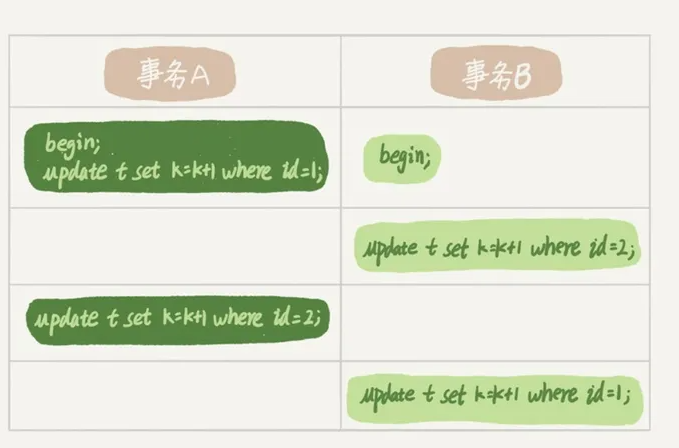 事务A
事务B
begin;
update t set k=k+1 where id=1;
begin;
update t set k=k+1 where id=2;
update t set k=k+1 where id=2;
update t set k=k+1 where id=1;